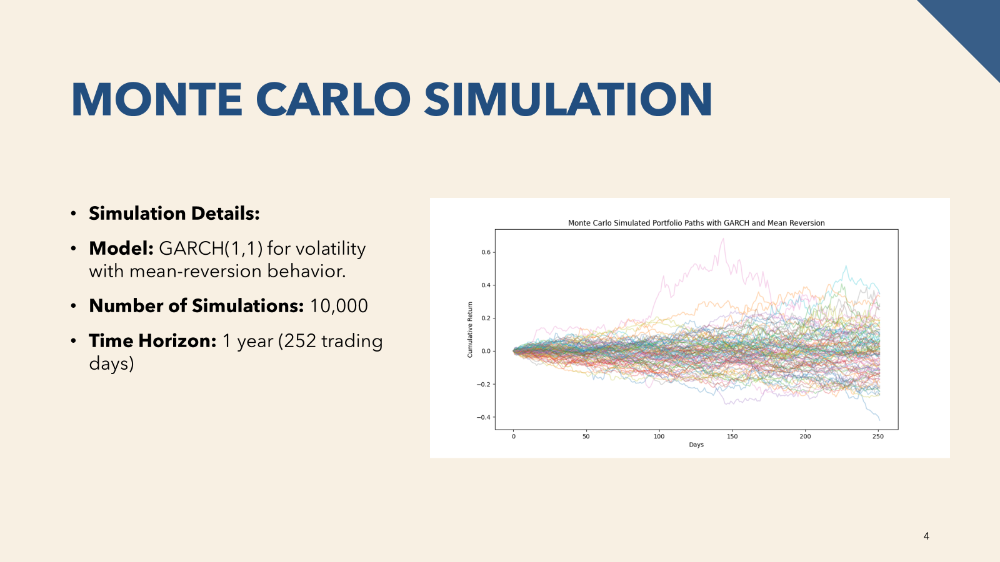 MONTE CARLO SIMULATION
• Simulation Details:
• Model: GARCH(1,1) for volatility
with mean-reversion behavior.
• Number of Simulations: 10,000
• Time Horizon: 1 year (252 trading
days)
Monte Carlo Simulated Portfolio Paths with GARCH and Mean Reversion
Cumulative Return
0.6
0.4
0.2
0.0
−0.2
−0.4
0 50 100 150 200 250
Days
4